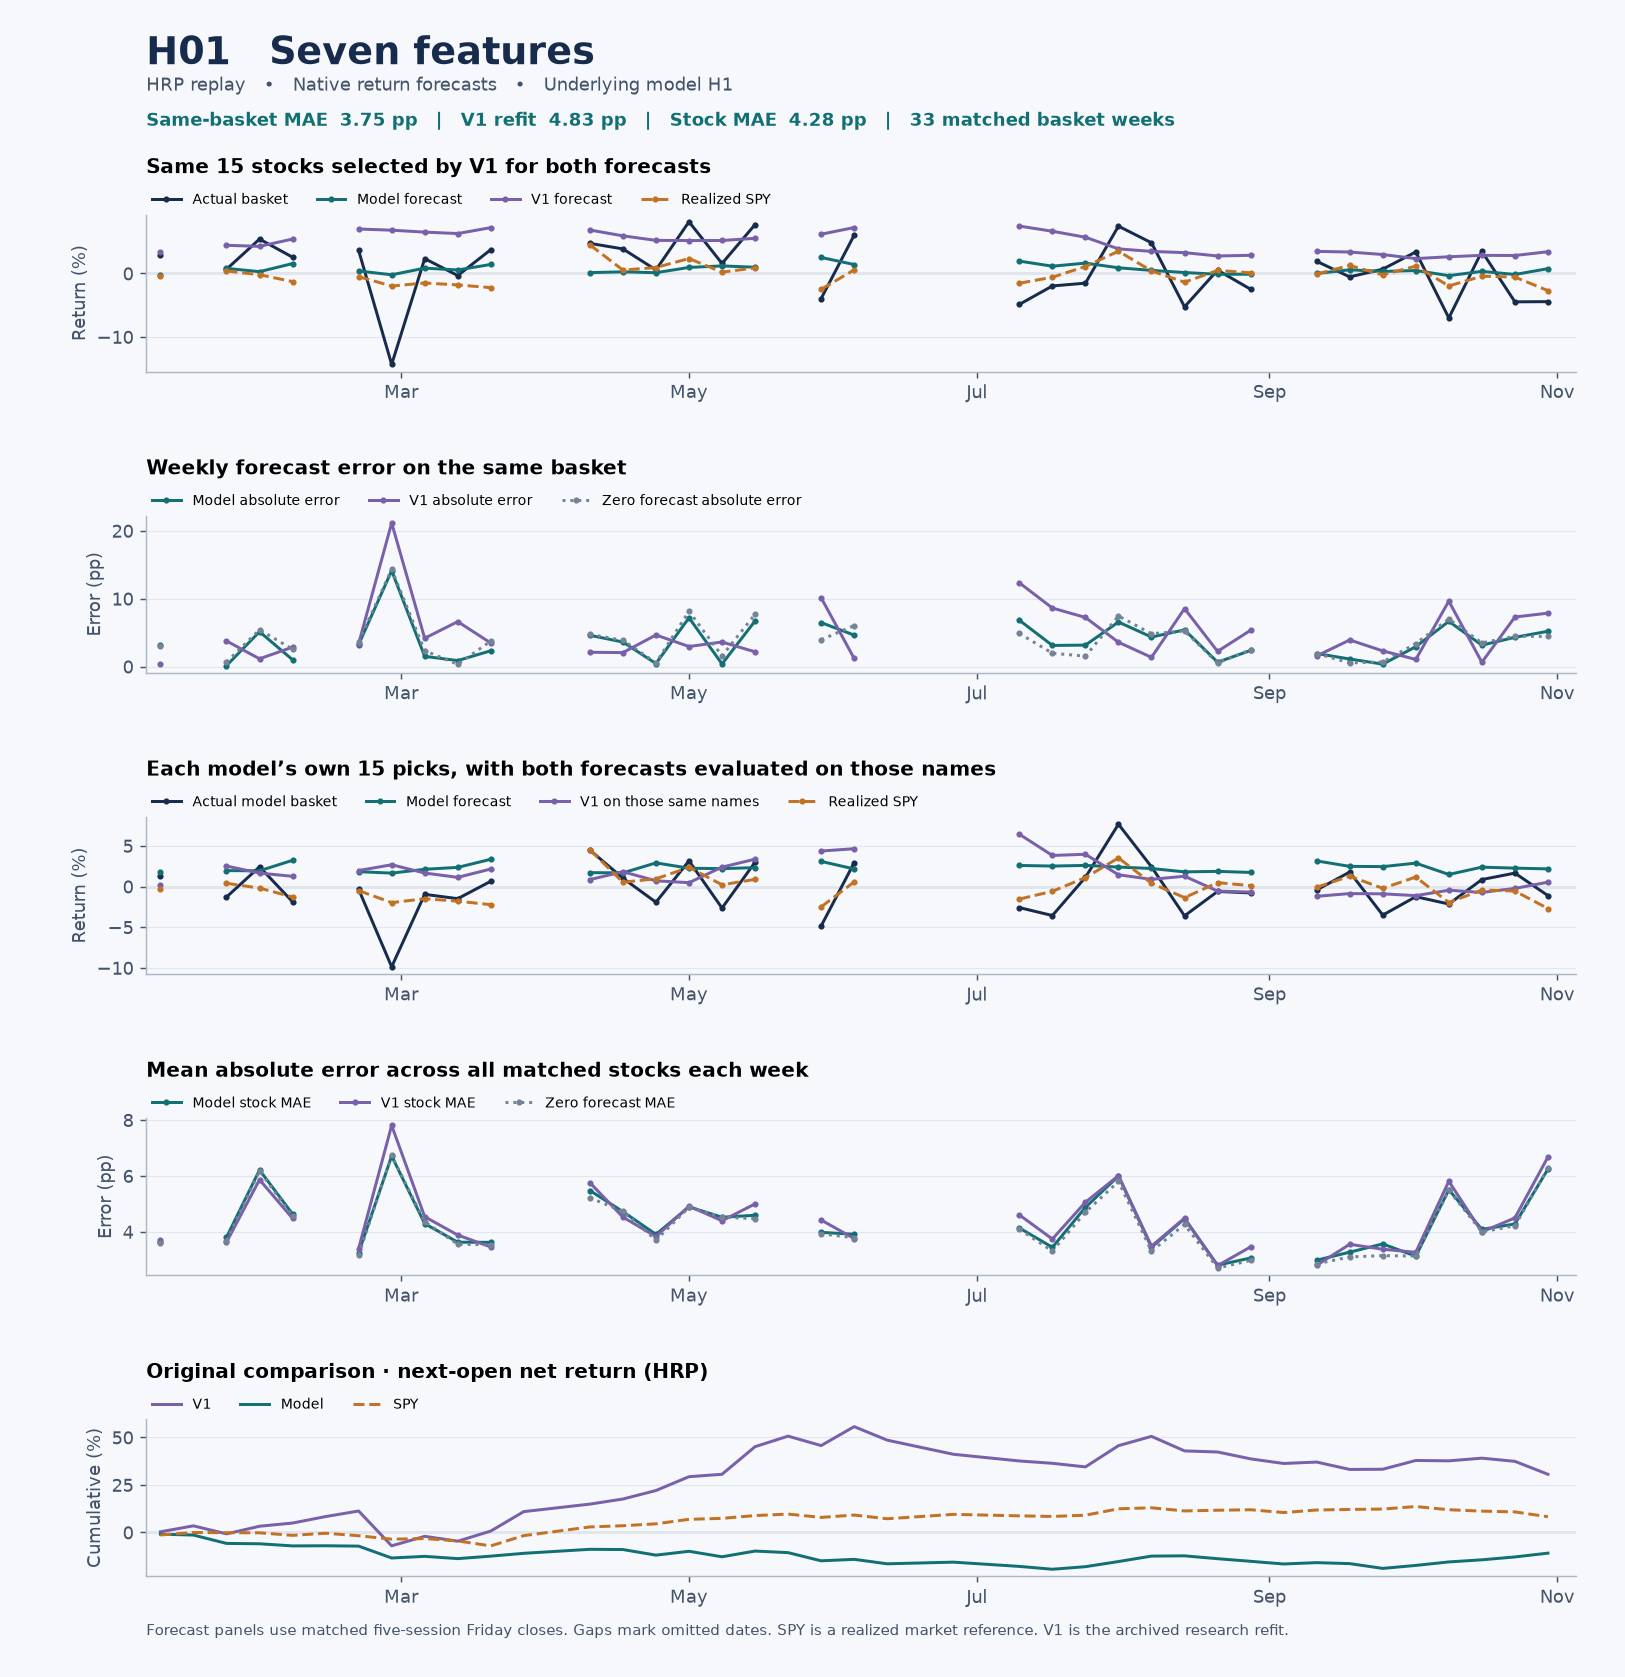 H01   Seven features
HRP replay   •   Native return forecasts   •   Underlying model H1
Same-basket MAE  3.75 pp   |   V1 refit  4.83 pp   |   Stock MAE  4.28 pp   |   33 matched basket weeks
Same 15 stocks selected by V1 for both forecasts
Actual basket   Model forecast   V1 forecast   Realized SPY
Return (%)
0
−10
Mar   May   Jul   Sep   Nov
Weekly forecast error on the same basket
Model absolute error   V1 absolute error   Zero forecast absolute error
Error (pp)
20
10
0
Mar   May   Jul   Sep   Nov
Each model’s own 15 picks, with both forecasts evaluated on those names
Actual model basket   Model forecast   V1 on those same names   Realized SPY
Return (%)
5
0
−5
−10
Mar   May   Jul   Sep   Nov
Mean absolute error across all matched stocks each week
Model stock MAE   V1 stock MAE   Zero forecast MAE
Error (pp)
8
6
4
Mar   May   Jul   Sep   Nov
Original comparison · next-open net return (HRP)
V1   Model   SPY
Cumulative (%)
50
25
0
Mar   May   Jul   Sep   Nov
Forecast panels use matched five-session Friday closes. Gaps mark omitted dates. SPY is a realized market reference. V1 is the archived research refit.